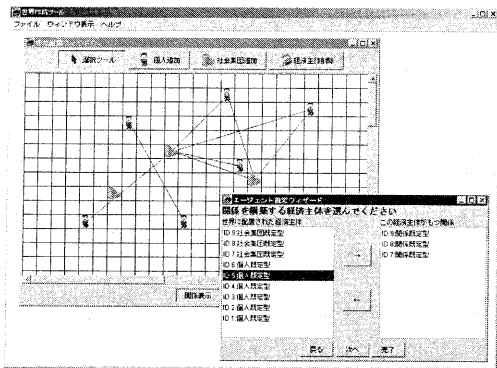 世界作成ツール
ファイル ウィンドウ表示 ヘルプ
選択ツール
個人追加
社会集団追加
経済主体削除
エージェント設定ウィザード
関係を構築する経済主体を選んでください
世界に配置された経済主体
この経済主体がもつ関係
ID 9:社会集団既定型
ID 8:社会集団既定型
ID 7:社会集団既定型
ID 6:個人既定型
ID 5:個人既定型
ID 4:個人既定型
ID 3:個人既定型
ID 2:個人既定型
ID 1:個人既定型
→
←
ID 9:関係既定型
ID 8:関係既定型
ID 7:関係既定型
関係表示
戻る
次へ
完了